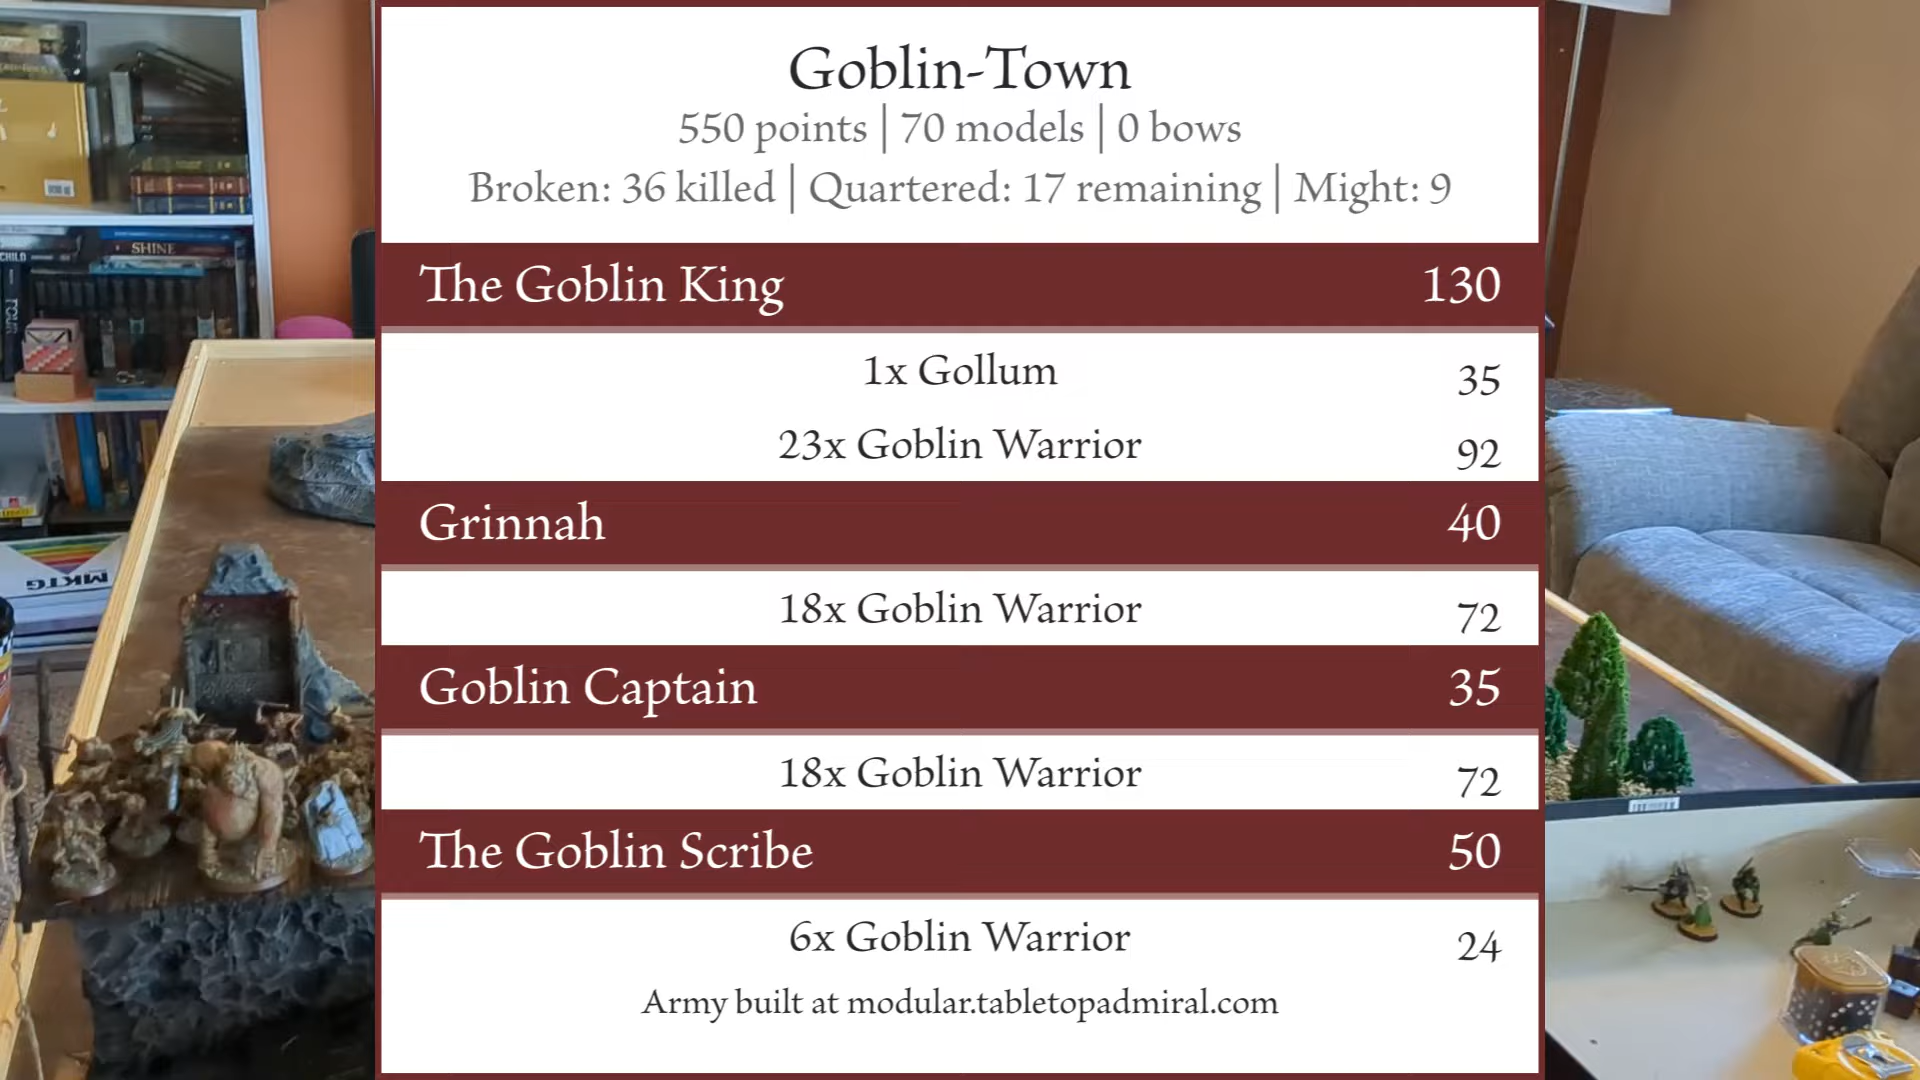 Goblin-Town
550 points | 70 models | 0 bows
Broken: 36 killed | Quartered: 17 remaining | Might: 9
The Goblin King 130
1x Gollum 35
23x Goblin Warrior 92
Grinnah 40
18x Goblin Warrior 72
Goblin Captain 35
18x Goblin Warrior 72
The Goblin Scribe 50
6x Goblin Warrior 24
Army built at modular.tabletopadmiral.com
SHINE
MKTG